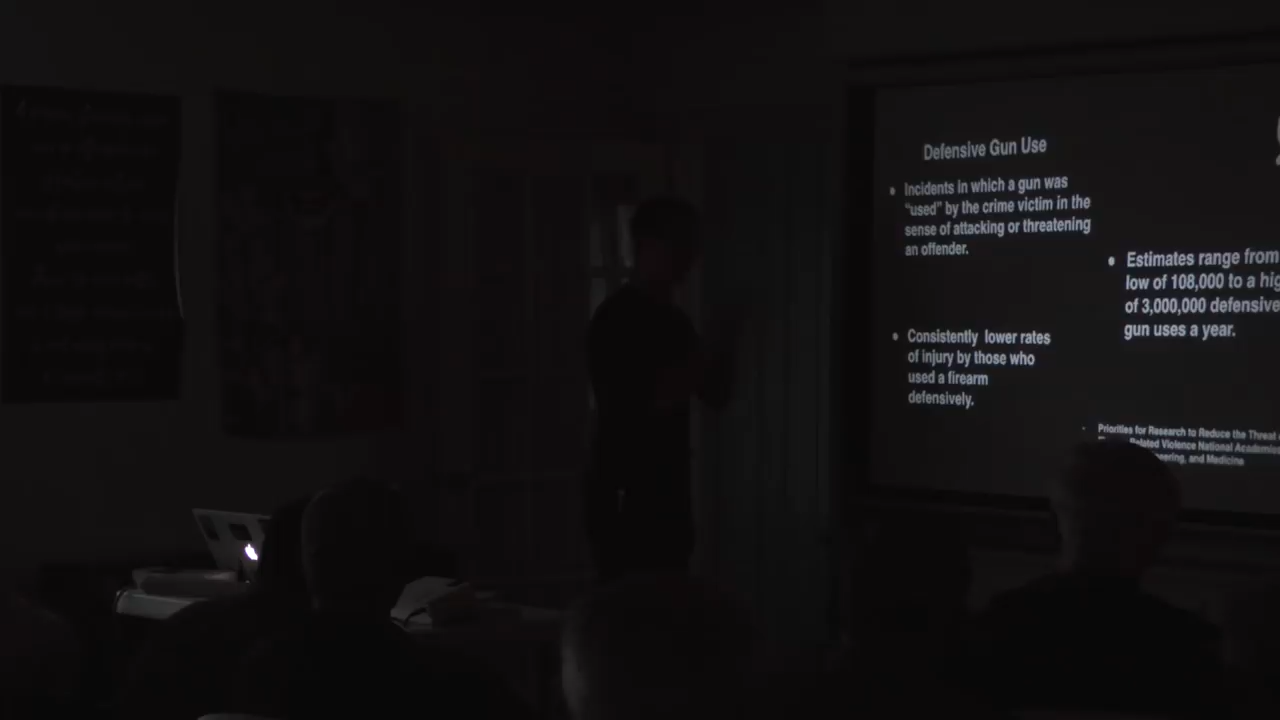 Defensive Gun Use
• Incidents in which a gun was
“used” by the crime victim in the
sense of attacking or threatening
an offender.
• Consistently lower rates
of injury by those who
used a firearm
defensively.
• Estimates range from
low of 108,000 to a
of 3,000,000 defensive
gun uses a year.
• Priorities for Research to Reduce the Threat
Related Violence National
and Medicine